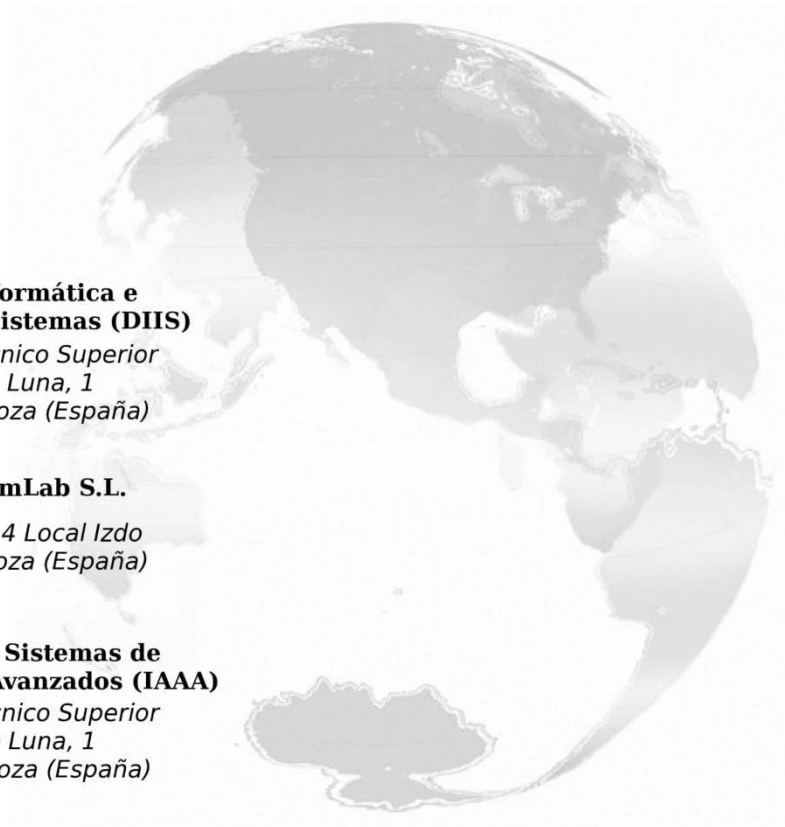 ormática e
istemas (DIIS)
nico Superior
Luna, 1
oza (España)
mLab S.L.
4 Local Izdo
oza (España)
Sistemas de
Avanzados (IAAA)
nico Superior
Luna, 1
oza (España)